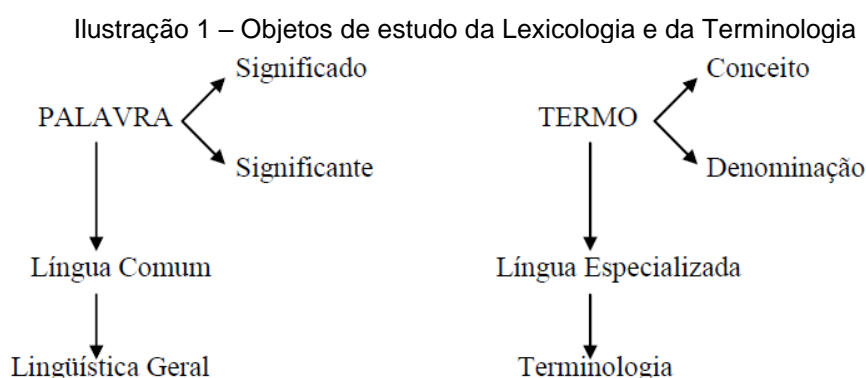 Ilustração 1 – Objetos de estudo da Lexicologia e da Terminologia
Significado
PALAVRA
Significante
Língua Comum
Lingüística Geral
Conceito
TERMO
Denominação
Língua Especializada
Terminologia